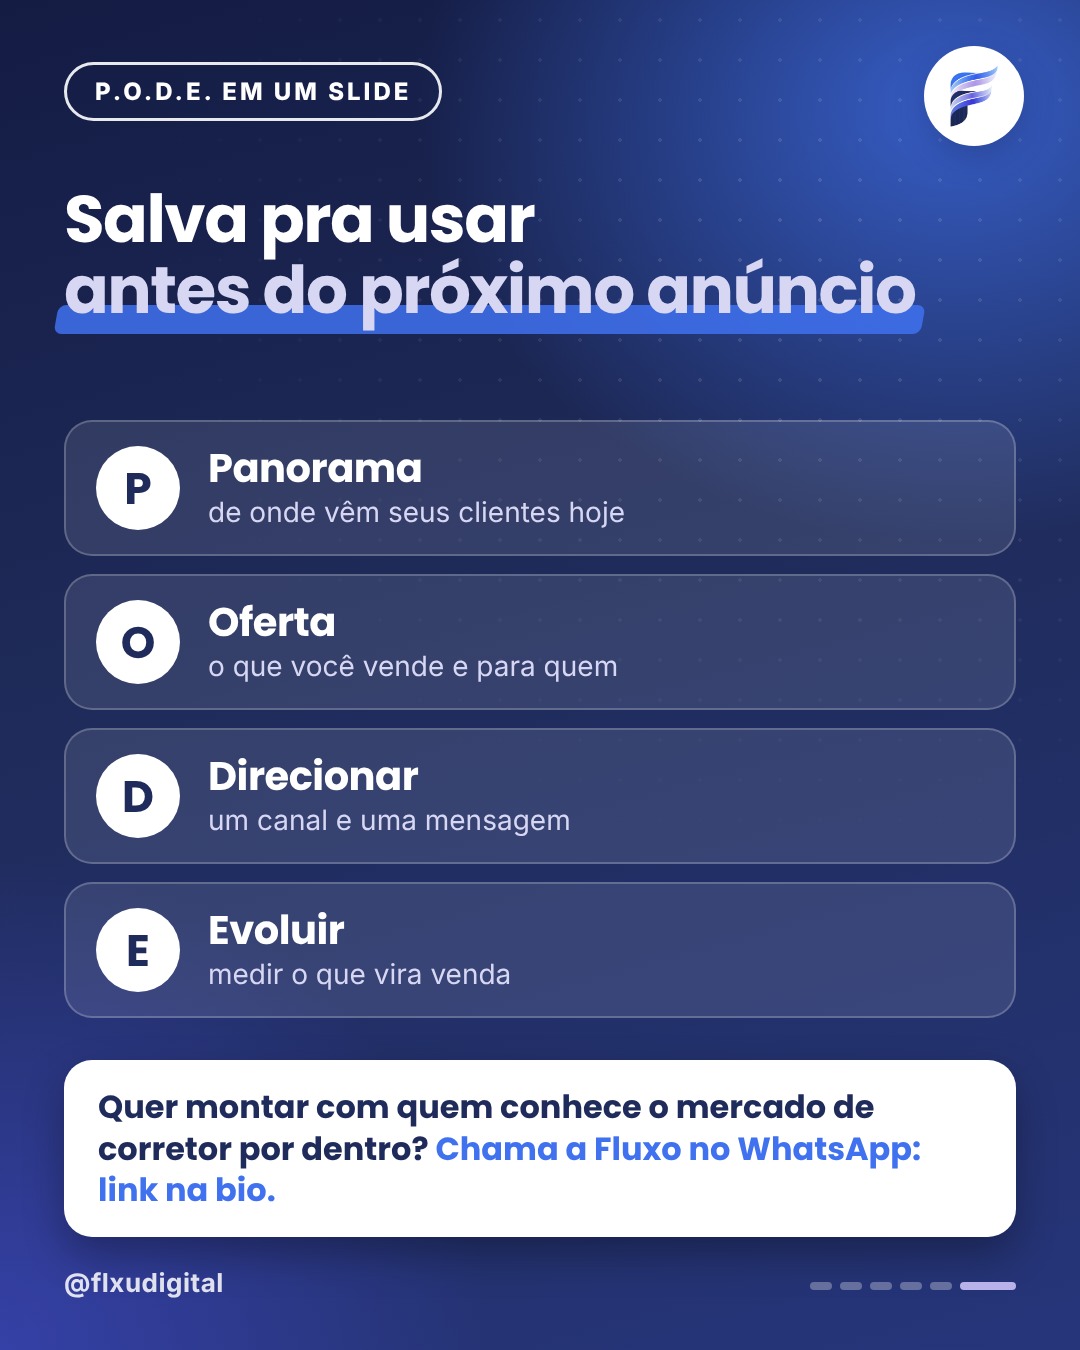 P.O.D.E. EM UM SLIDE
Salva pra usar
antes do próximo anúncio
P
Panorama
de onde vêm seus clientes hoje
O
Oferta
o que você vende e para quem
D
Direcionar
um canal e uma mensagem
E
Evoluir
medir o que vira venda
Quer montar com quem conhece o mercado de
corretor por dentro? Chama a Fluxo no WhatsApp:
link na bio.
@flxudigital